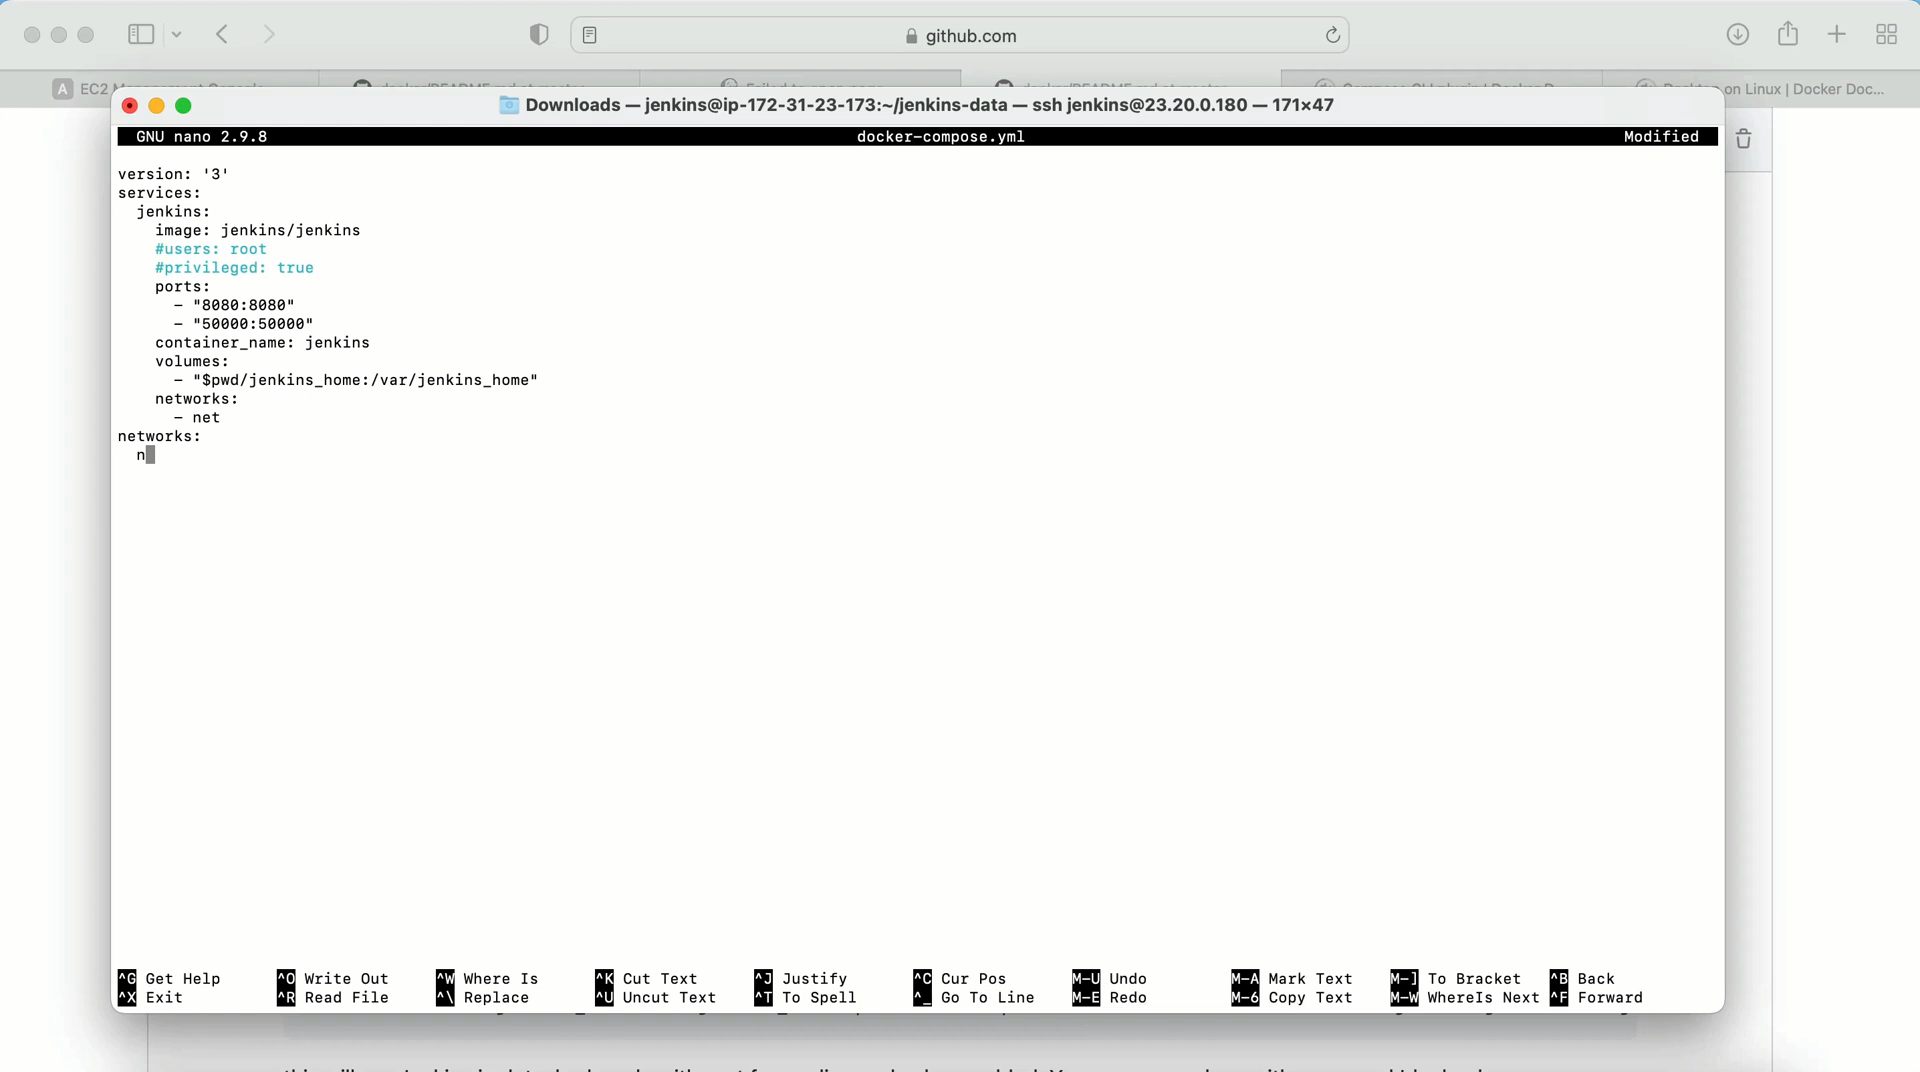 github.com
A EC2
on Linux | Docker Doc...
Downloads — jenkins@ip-172-31-23-173:~/jenkins-data — ssh jenkins@23.20.0.180 — 171×47
GNU nano 2.9.8 docker-compose.yml Modified
version: '3'
services:
  jenkins:
    image: jenkins/jenkins
    #users: root
    #privileged: true
    ports:
      - "8080:8080"
      - "50000:50000"
    container_name: jenkins
    volumes:
      - "$pwd/jenkins_home:/var/jenkins_home"
    networks:
      - net
networks:
  n
^G Get Help ^O Write Out ^W Where Is ^K Cut Text ^J Justify ^C Cur Pos M-U Undo M-A Mark Text M-] To Bracket ^B Back
^X Exit ^R Read File ^\ Replace ^U Uncut Text ^T To Spell ^_ Go To Line M-E Redo M-6 Copy Text M-W WhereIs Next ^F Forward